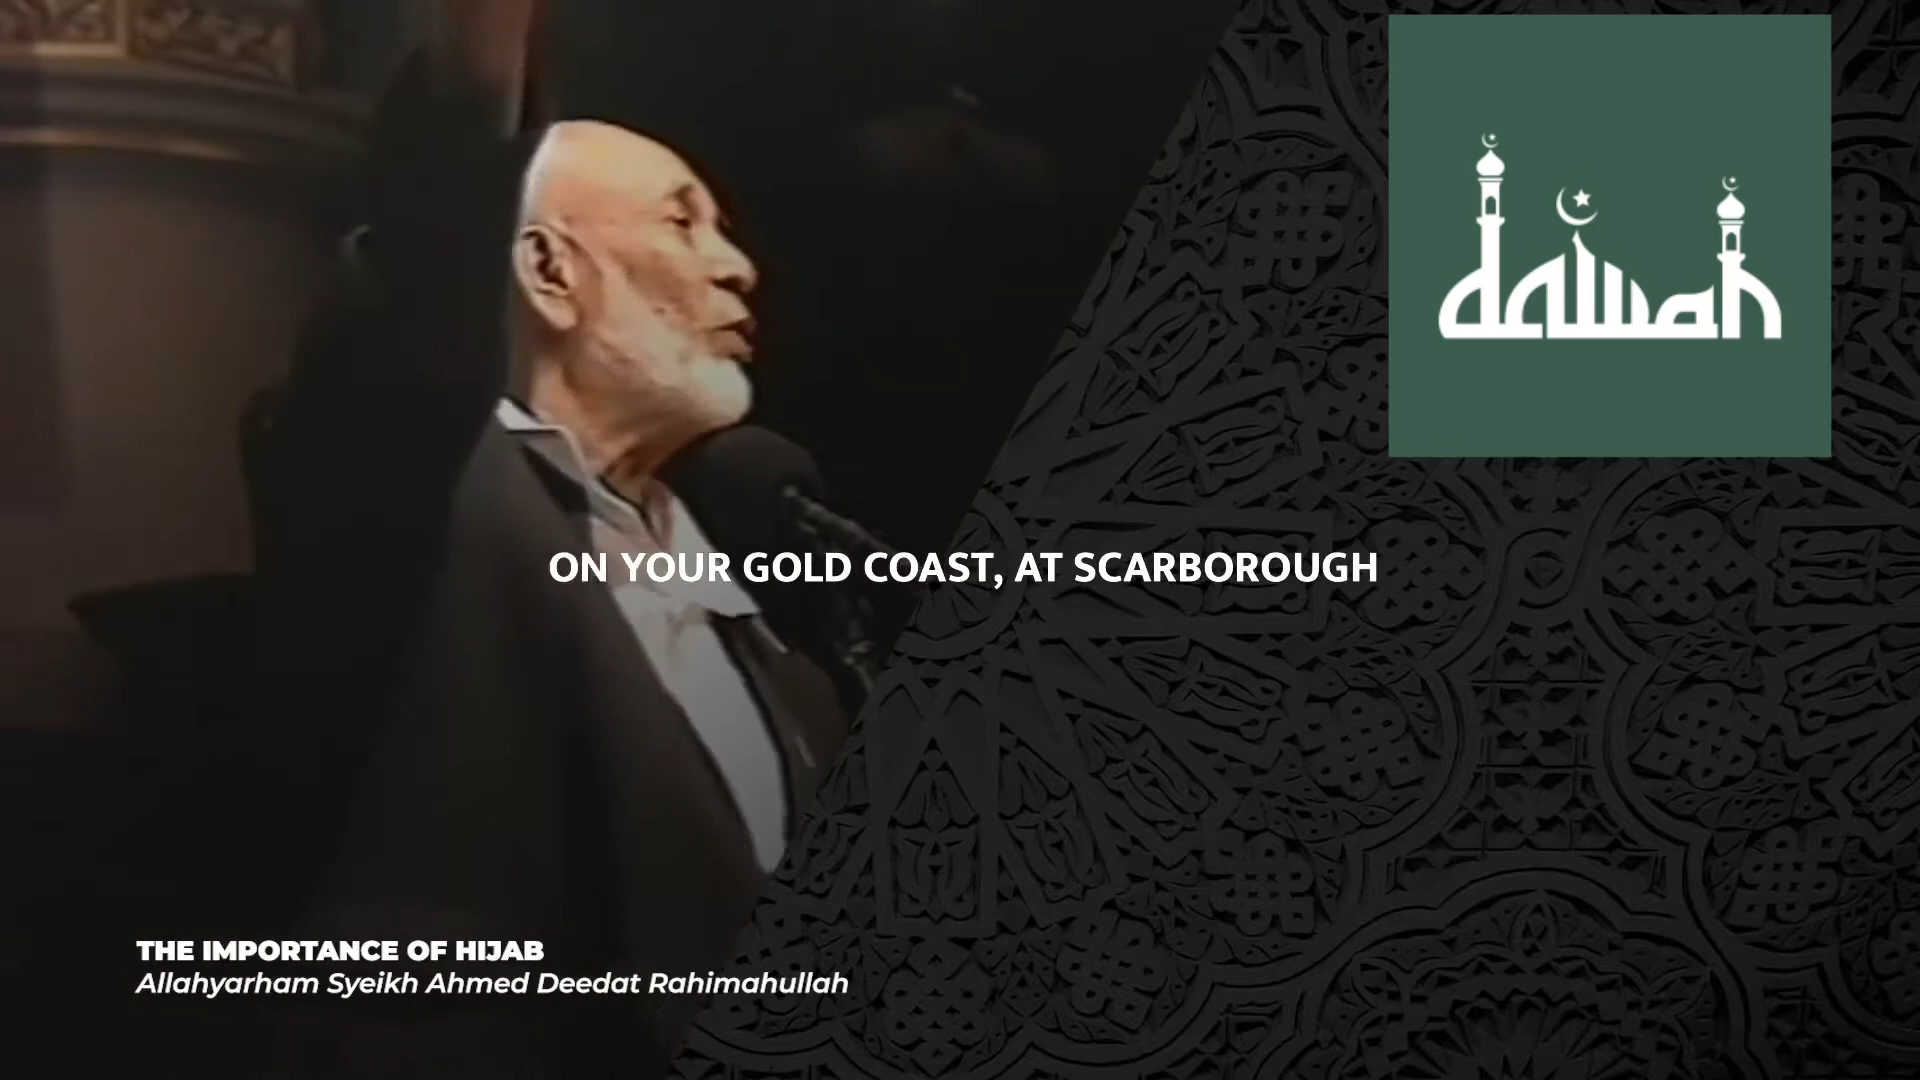 dawah
ON YOUR GOLD COAST, AT SCARBOROUGH
THE IMPORTANCE OF HIJAB
Allahyarham Syeikh Ahmed Deedat Rahimahullah